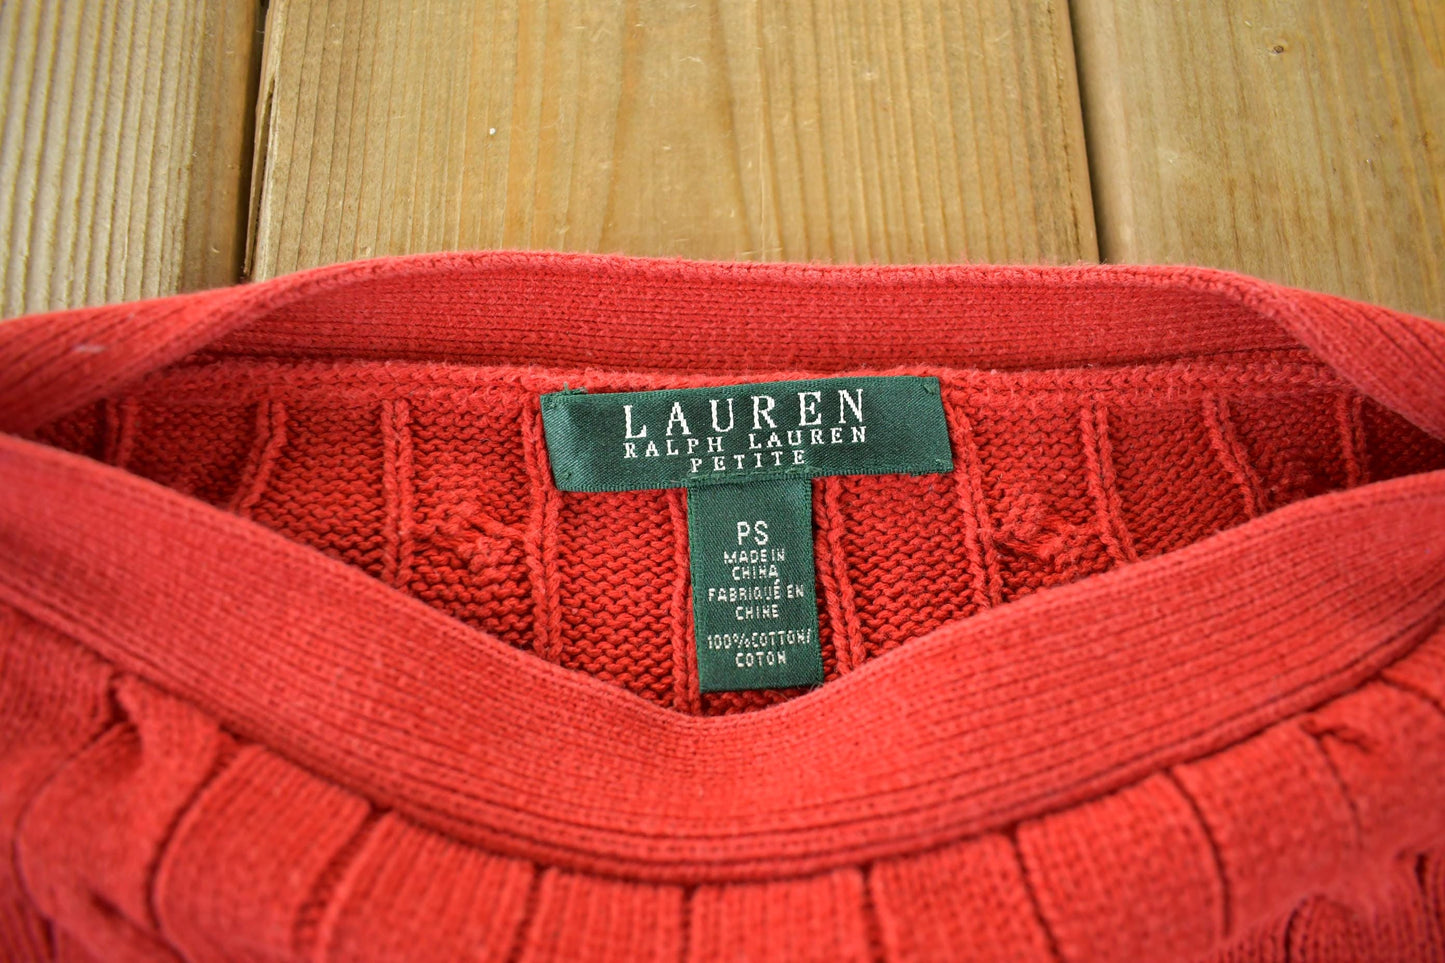 LAUREN
RALPH LAUREN
PETITE
PS
MADE IN
CHINA
FABRIQUÉ EN
CHINE
100%COTTON/
COTON